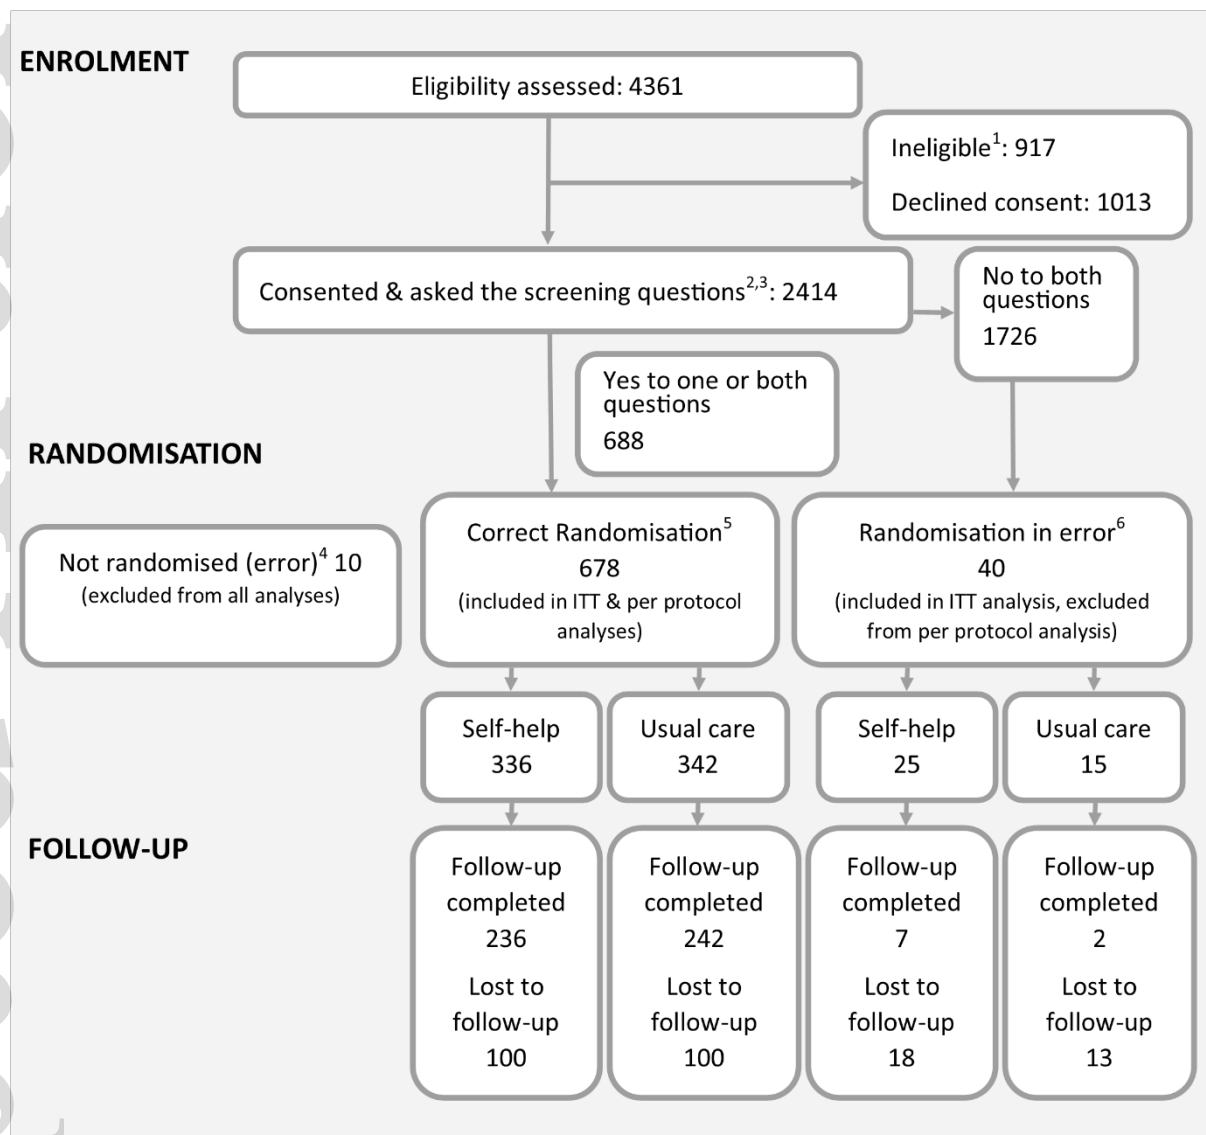 ENROLMENT
Eligibility assessed: 4361
Ineligible1: 917
Declined consent: 1013
Consented & asked the screening questions2,3: 2414
No to both
questions
1726
Yes to one or both
questions
688
RANDOMISATION
Not randomised (error)4 10
(excluded from all analyses)
Correct Randomisation5
678
(included in ITT & per protocol
analyses)
Randomisation in error6
40
(included in ITT analysis, excluded
from per protocol analysis)
Self-help
336
Usual care
342
Self-help
25
Usual care
15
FOLLOW-UP
Follow-up
completed
236
Lost to
follow-up
100
Follow-up
completed
242
Lost to
follow-up
100
Follow-up
completed
7
Lost to
follow-up
18
Follow-up
completed
2
Lost to
follow-up
13